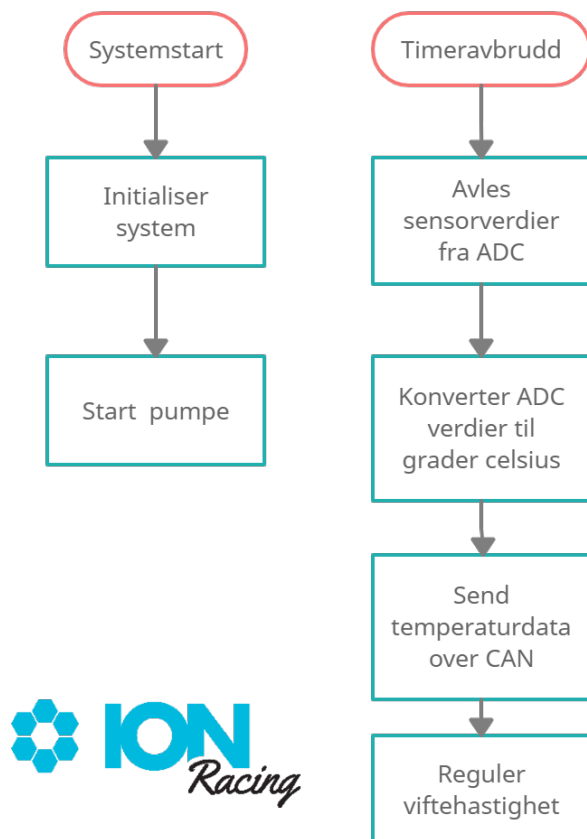 Systemstart
Initialiser
system
Start pumpe
Timeravbrudd
Avles
sensorverdier
fra ADC
Konverter ADC
verdier til
grader celsius
Send
temperaturdata
over CAN
Reguler
viftehastighet
ION
Racing